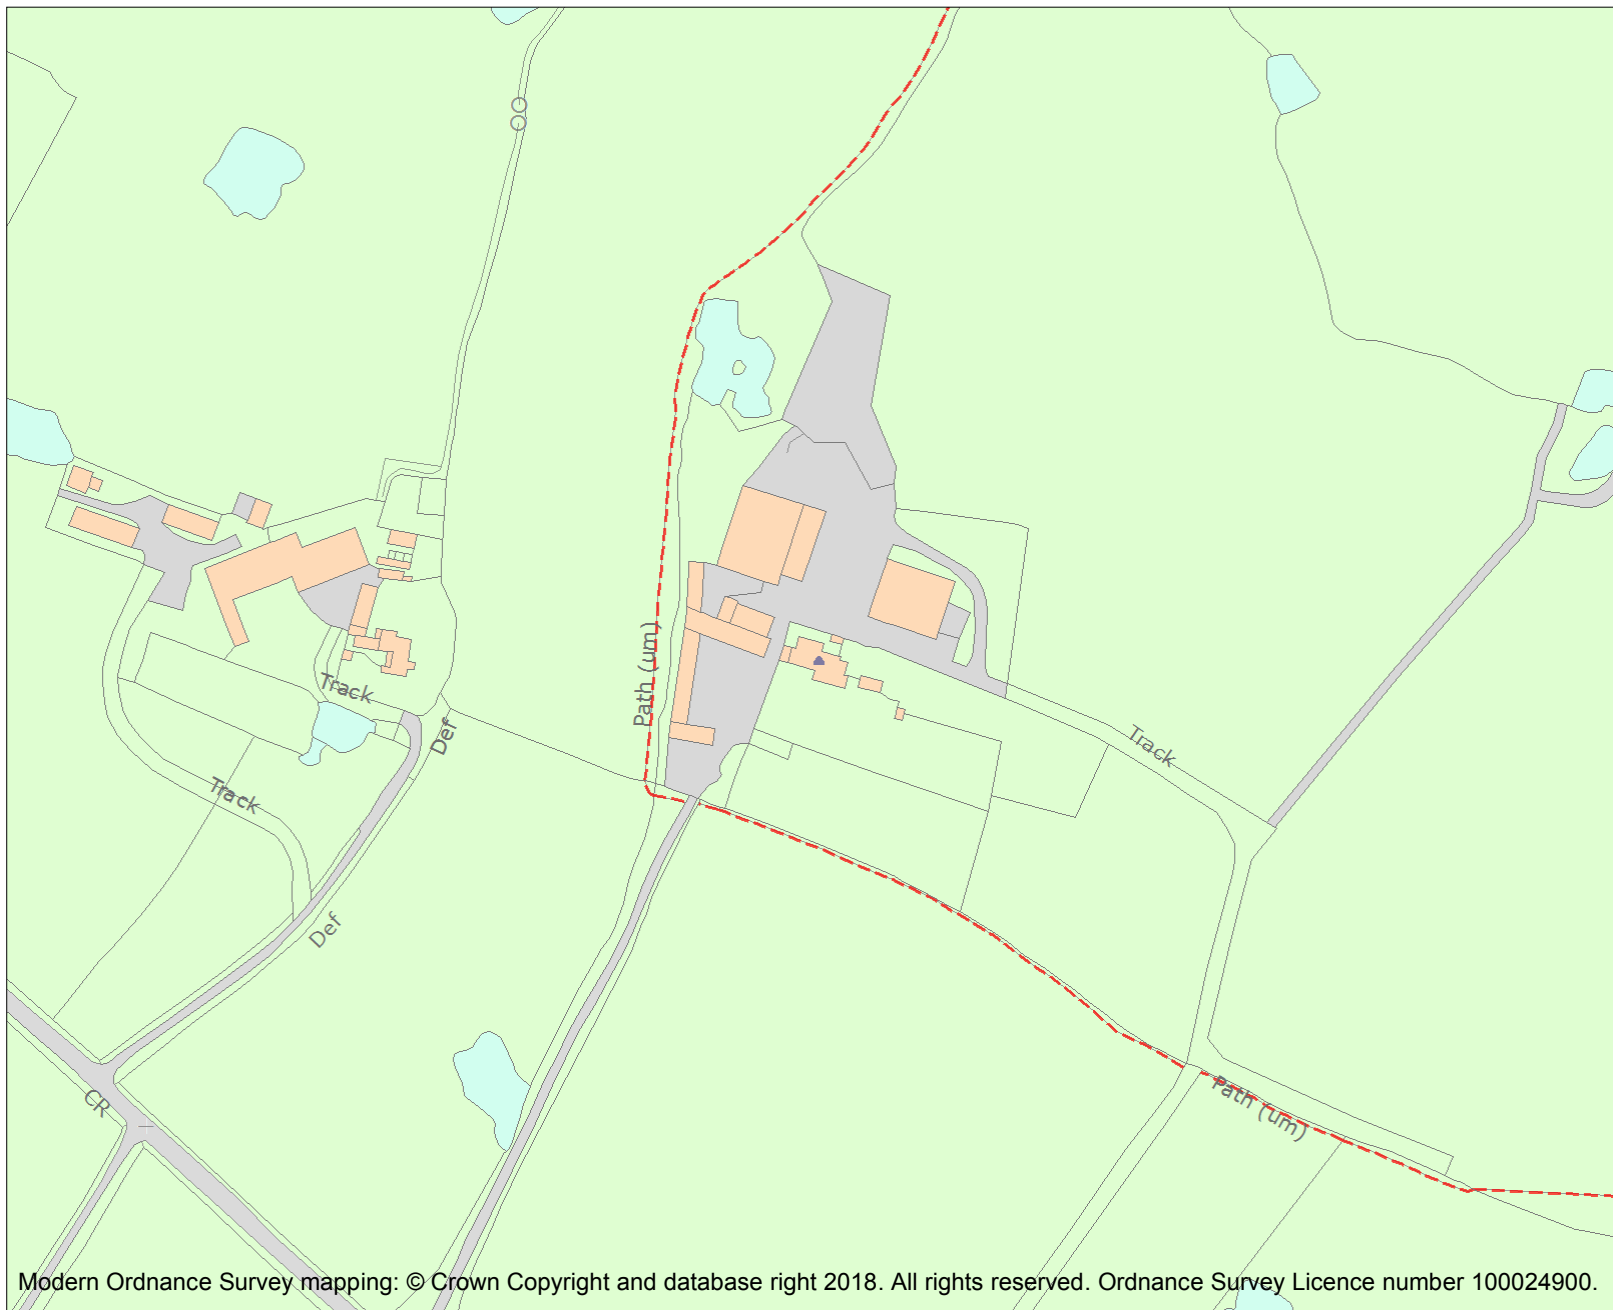 OO
Path (um)
Track
Def
Track
Track
Def
CR
Path (um)
Modern Ordnance Survey mapping: © Crown Copyright and database right 2018. All rights reserved. Ordnance Survey Licence number 100024900.